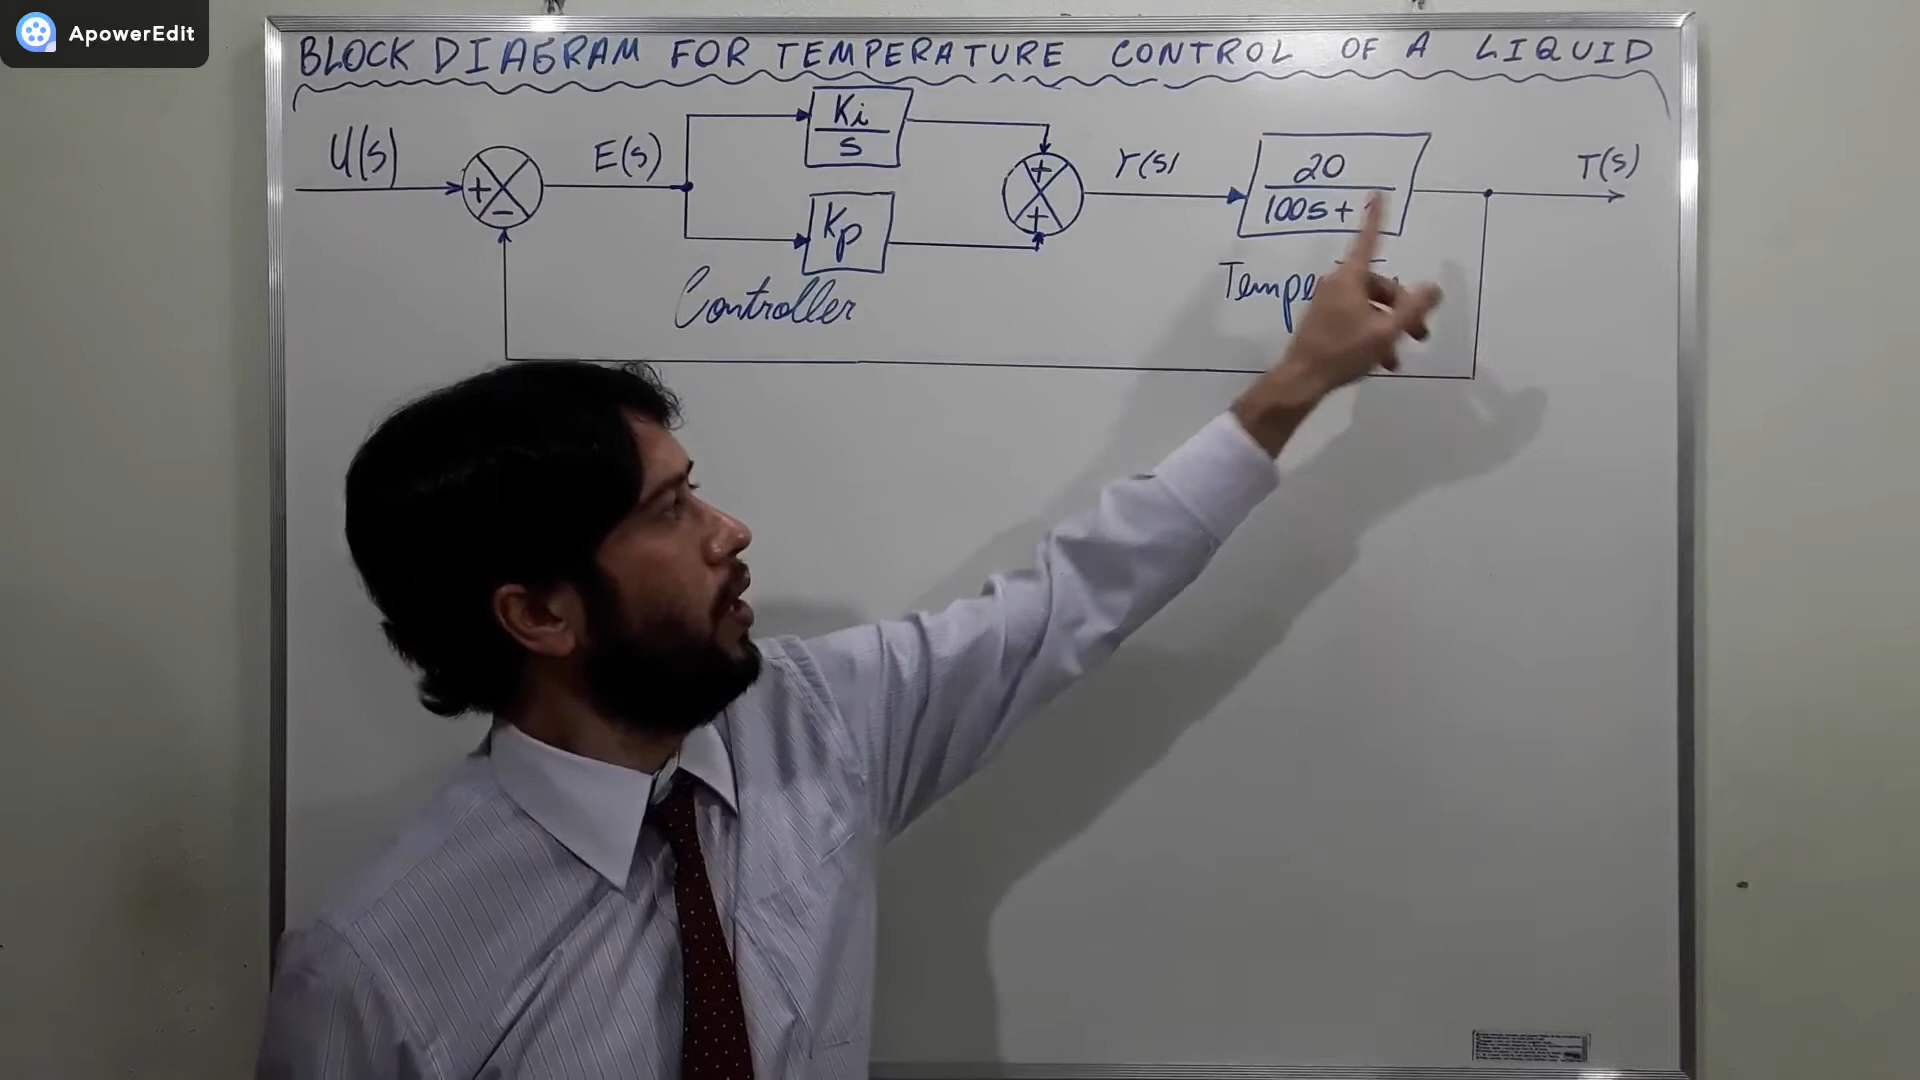 ApowerEdit
BLOCK DIAGRAM FOR TEMPERATURE CONTROL OF A LIQUID
U(s)
+
−
E(s)
Ki
s
Kp
Controller
+
+
Y(s)
20
100s+
T(s)